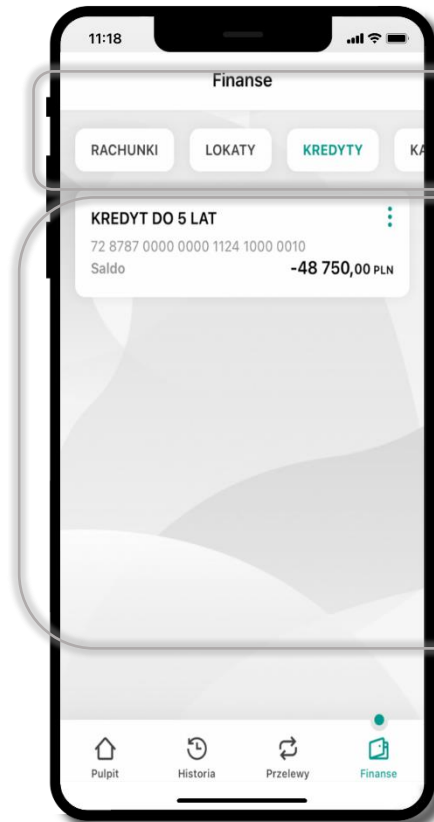 11:18
Finanse
RACHUNKI LOKATY KREDYTY KA
KREDYT DO 5 LAT
72 8787 0000 0000 1124 1000 0010
Saldo -48 750,00 PLN
Pulpit Historia Przelewy Finanse